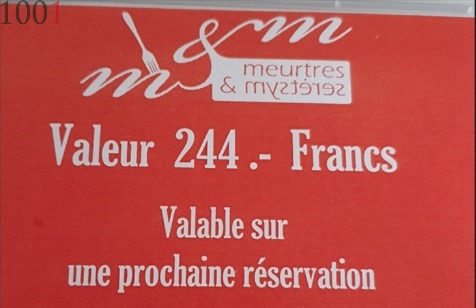 1001
m&m
meurtres
& mystères
Valeur 244.- Francs
Valable sur
une prochaine réservation